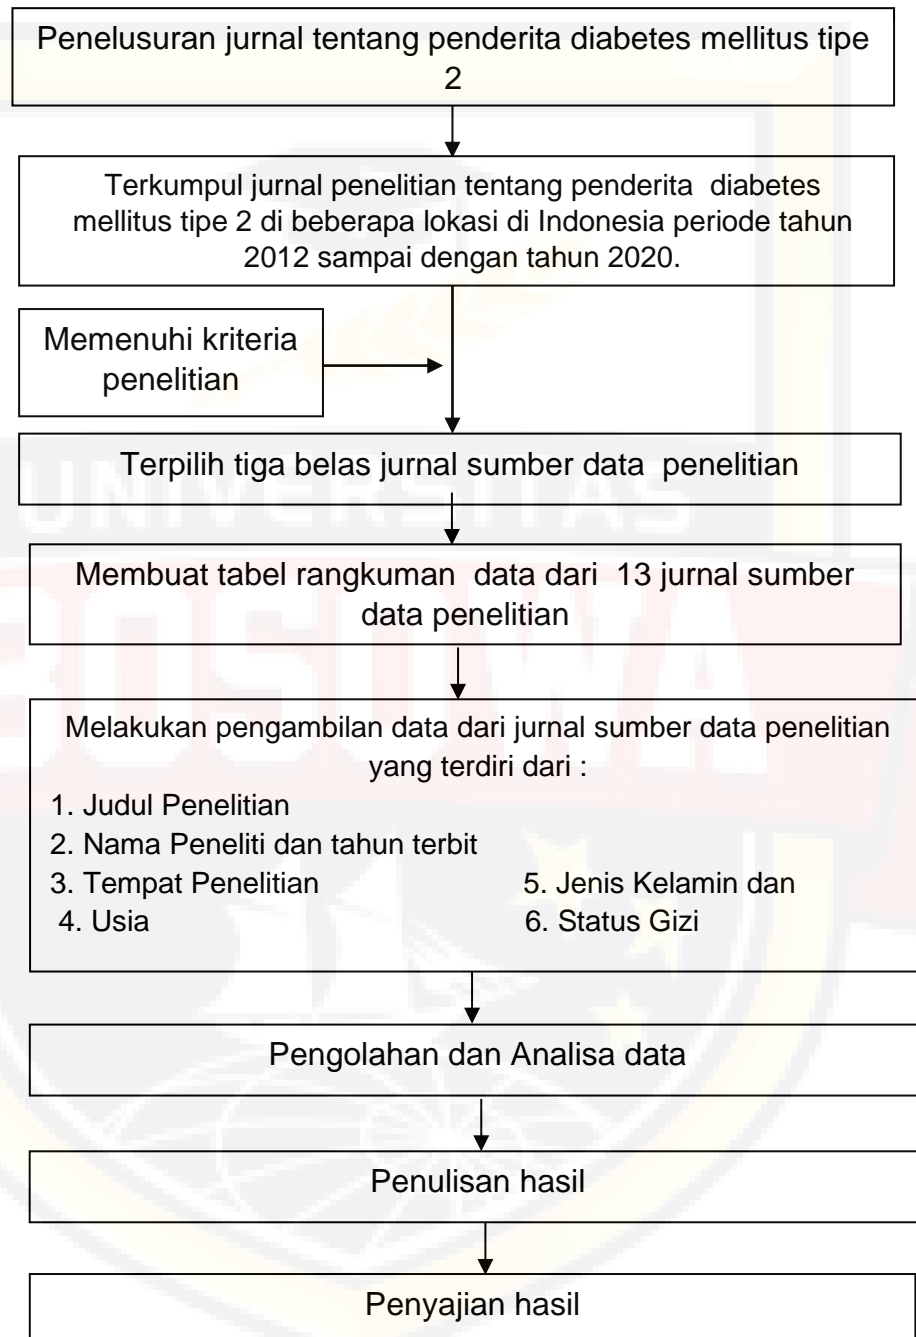 Penelusuran jurnal tentang penderita diabetes mellitus tipe
2
Terkumpul jurnal penelitian tentang penderita diabetes
mellitus tipe 2 di beberapa lokasi di Indonesia periode tahun
2012 sampai dengan tahun 2020.
Memenuhi kriteria
penelitian
Terpilih tiga belas jurnal sumber data penelitian
UNIVERSITAS
Membuat tabel rangkuman data dari 13 jurnal sumber
data penelitian
BOSOWA
Melakukan pengambilan data dari jurnal sumber data penelitian
yang terdiri dari :
1. Judul Penelitian
2. Nama Peneliti dan tahun terbit
3. Tempat Penelitian
4. Usia
5. Jenis Kelamin dan
6. Status Gizi
Pengolahan dan Analisa data
Penulisan hasil
Penyajian hasil